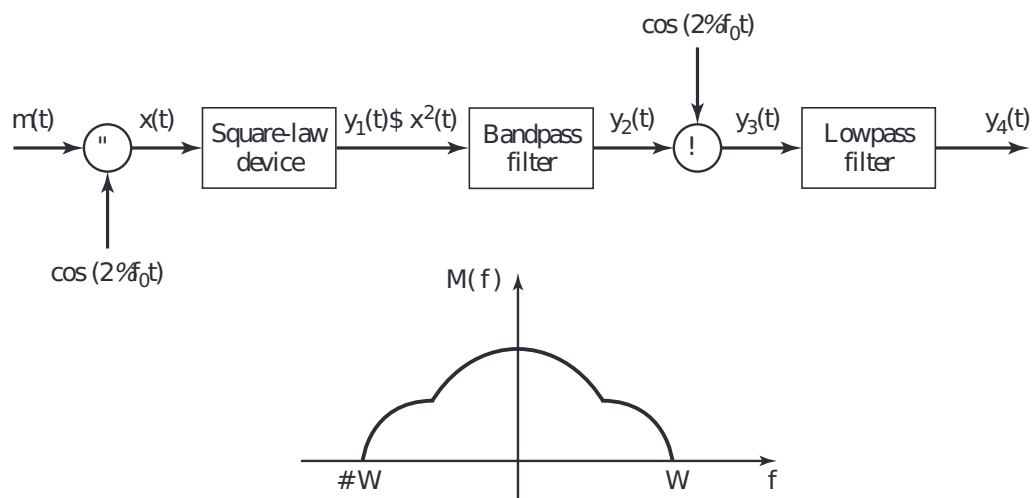 cos (2%f₀t)
m(t)
"
x(t)
Square-law
device
y₁(t)$ x²(t)
Bandpass
filter
y₂(t)
!
y₃(t)
Lowpass
filter
y₄(t)
cos (2%f₀t)
M( f )
#W
W
f